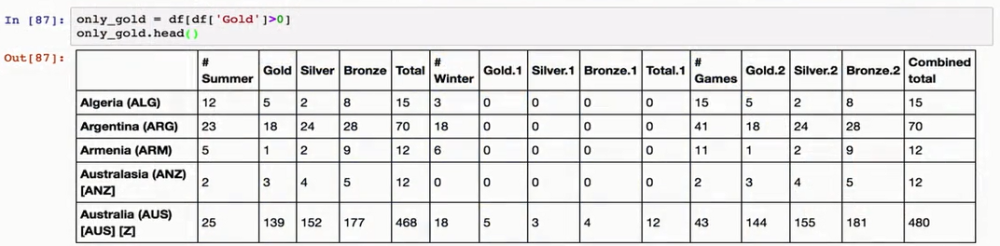 In [87]: only_gold = df[df['Gold']>0]
only_gold.head()
Out[87]:
# Summer Gold Silver Bronze Total # Winter Gold.1 Silver.1 Bronze.1 Total.1 # Games Gold.2 Silver.2 Bronze.2 Combined total
Algeria (ALG) 12 5 2 8 15 3 0 0 0 0 15 5 2 8 15
Argentina (ARG) 23 18 24 28 70 18 0 0 0 0 41 18 24 28 70
Armenia (ARM) 5 1 2 9 12 6 0 0 0 0 11 1 2 9 12
Australasia (ANZ) [ANZ] 2 3 4 5 12 0 0 0 0 0 2 3 4 5 12
Australia (AUS) [AUS] [Z] 25 139 152 177 468 18 5 3 4 12 43 144 155 181 480